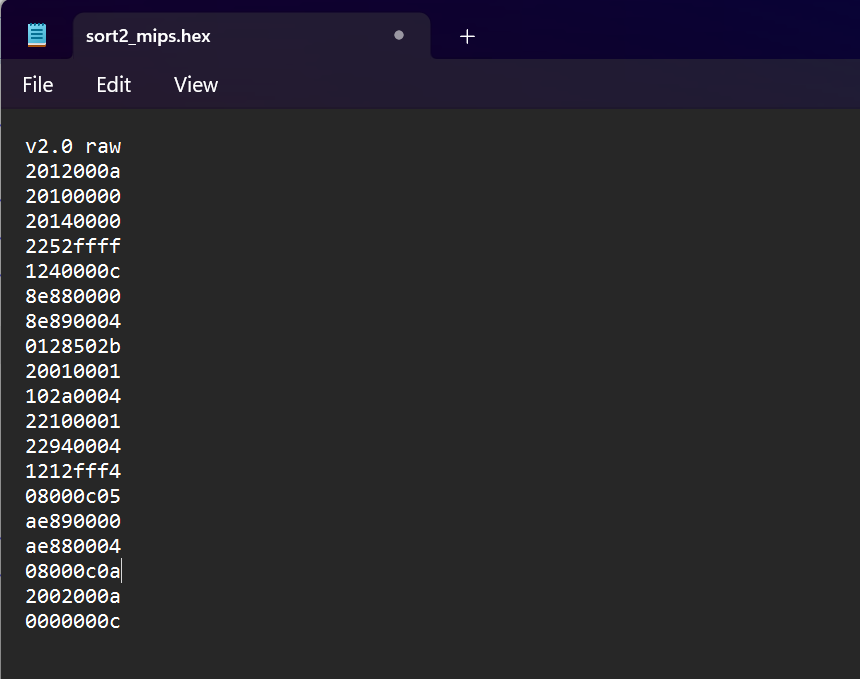 sort2_mips.hex
File Edit View
v2.0 raw
2012000a
20100000
20140000
2252ffff
1240000c
8e880000
8e890004
0128502b
20010001
102a0004
22100001
22940004
1212fff4
08000c05
ae890000
ae880004
08000c0a
2002000a
0000000c